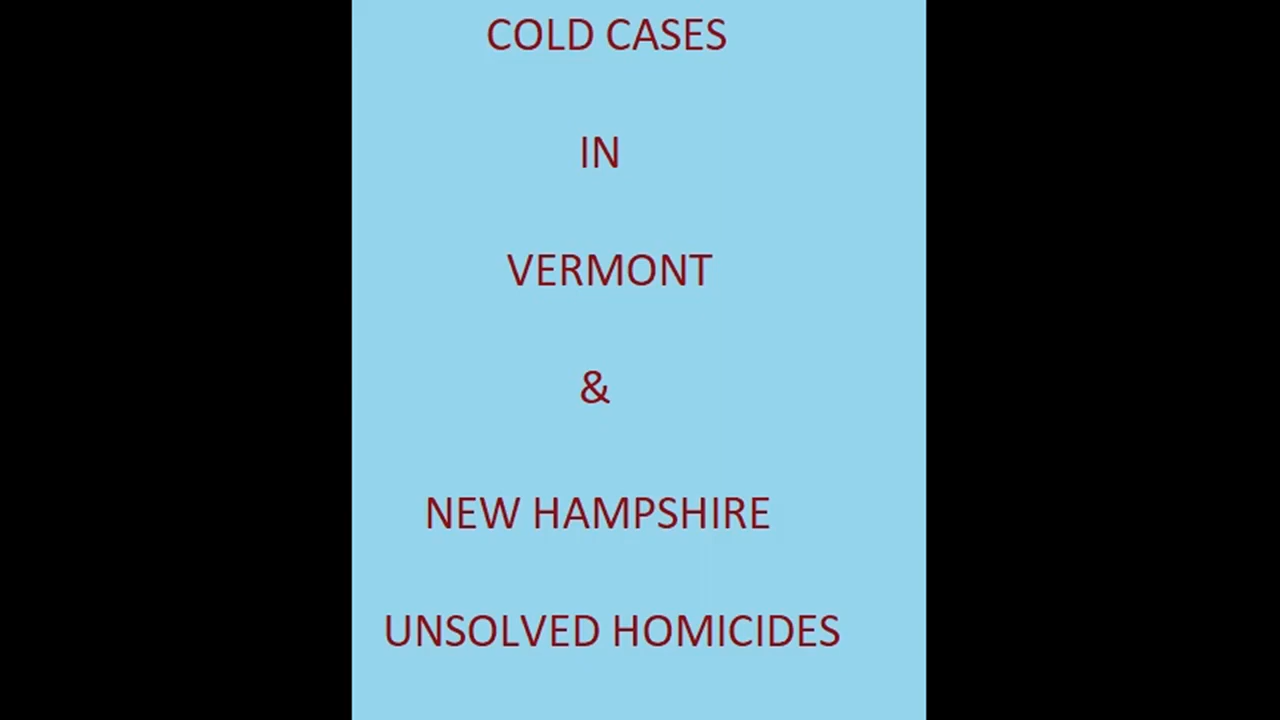 COLD CASES
IN
VERMONT
&
NEW HAMPSHIRE
UNSOLVED HOMICIDES